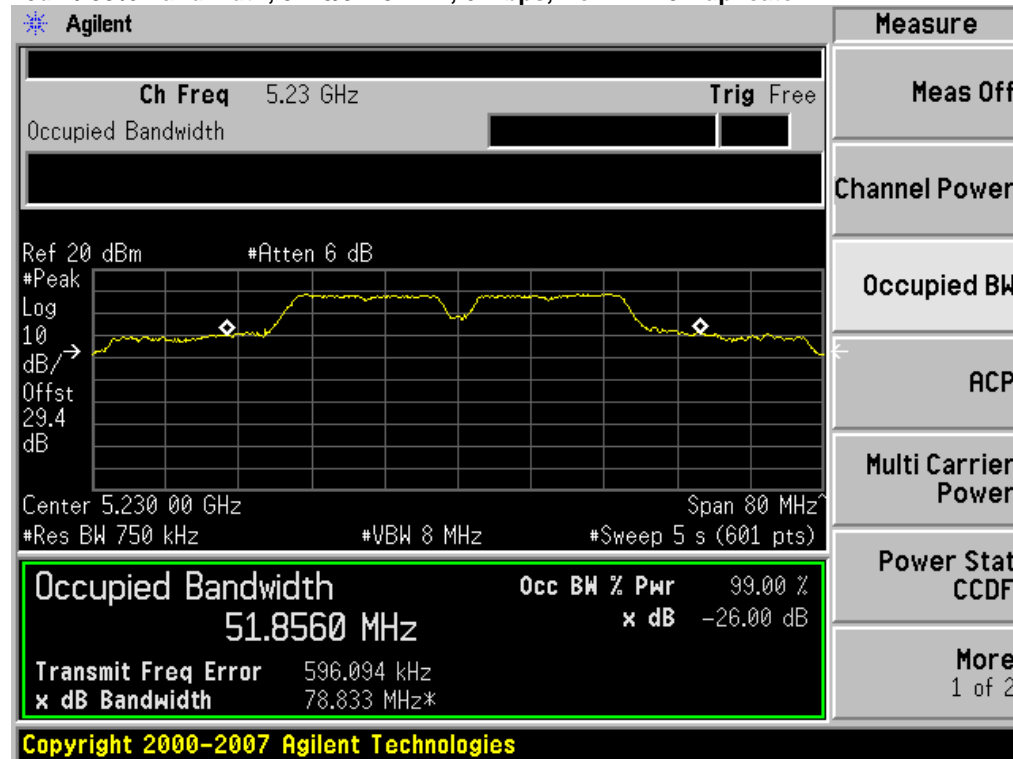 Agilent
Measure
Ch Freq 5.23 GHz Trig Free
Occupied Bandwidth
Meas Off
Channel Power
Occupied BW
ACP
Multi Carrier
Power
Power Stat
CCDF
More
1 of 2
Ref 20 dBm #Atten 6 dB
#Peak
Log
10
dB/
Offst
29.4
dB
Center 5.230 00 GHz Span 80 MHz^
#Res BW 750 kHz #VBW 8 MHz #Sweep 5 s (601 pts)
Occupied Bandwidth Occ BW % Pwr 99.00 %
51.8560 MHz x dB -26.00 dB
Transmit Freq Error 596.094 kHz
x dB Bandwidth 78.833 MHz*
Copyright 2000-2007 Agilent Technologies